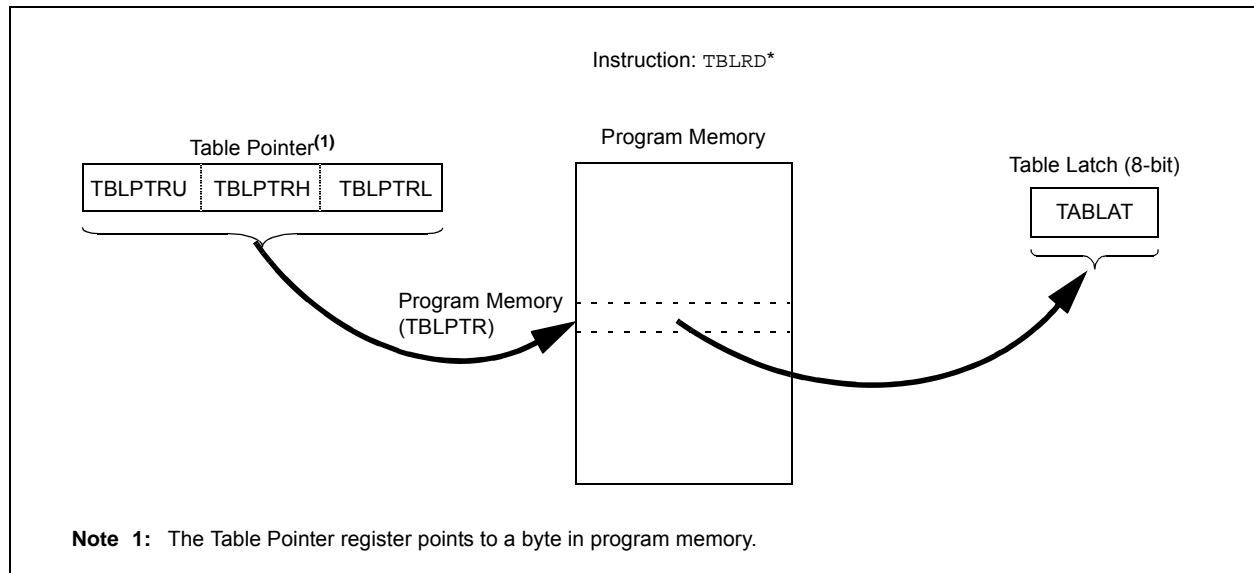 Instruction: TBLRD*
Table Pointer(1)
TBLPTRU TBLPTRH TBLPTRL
Program Memory
Table Latch (8-bit)
TABLAT
Program Memory
(TBLPTR)
Note 1: The Table Pointer register points to a byte in program memory.